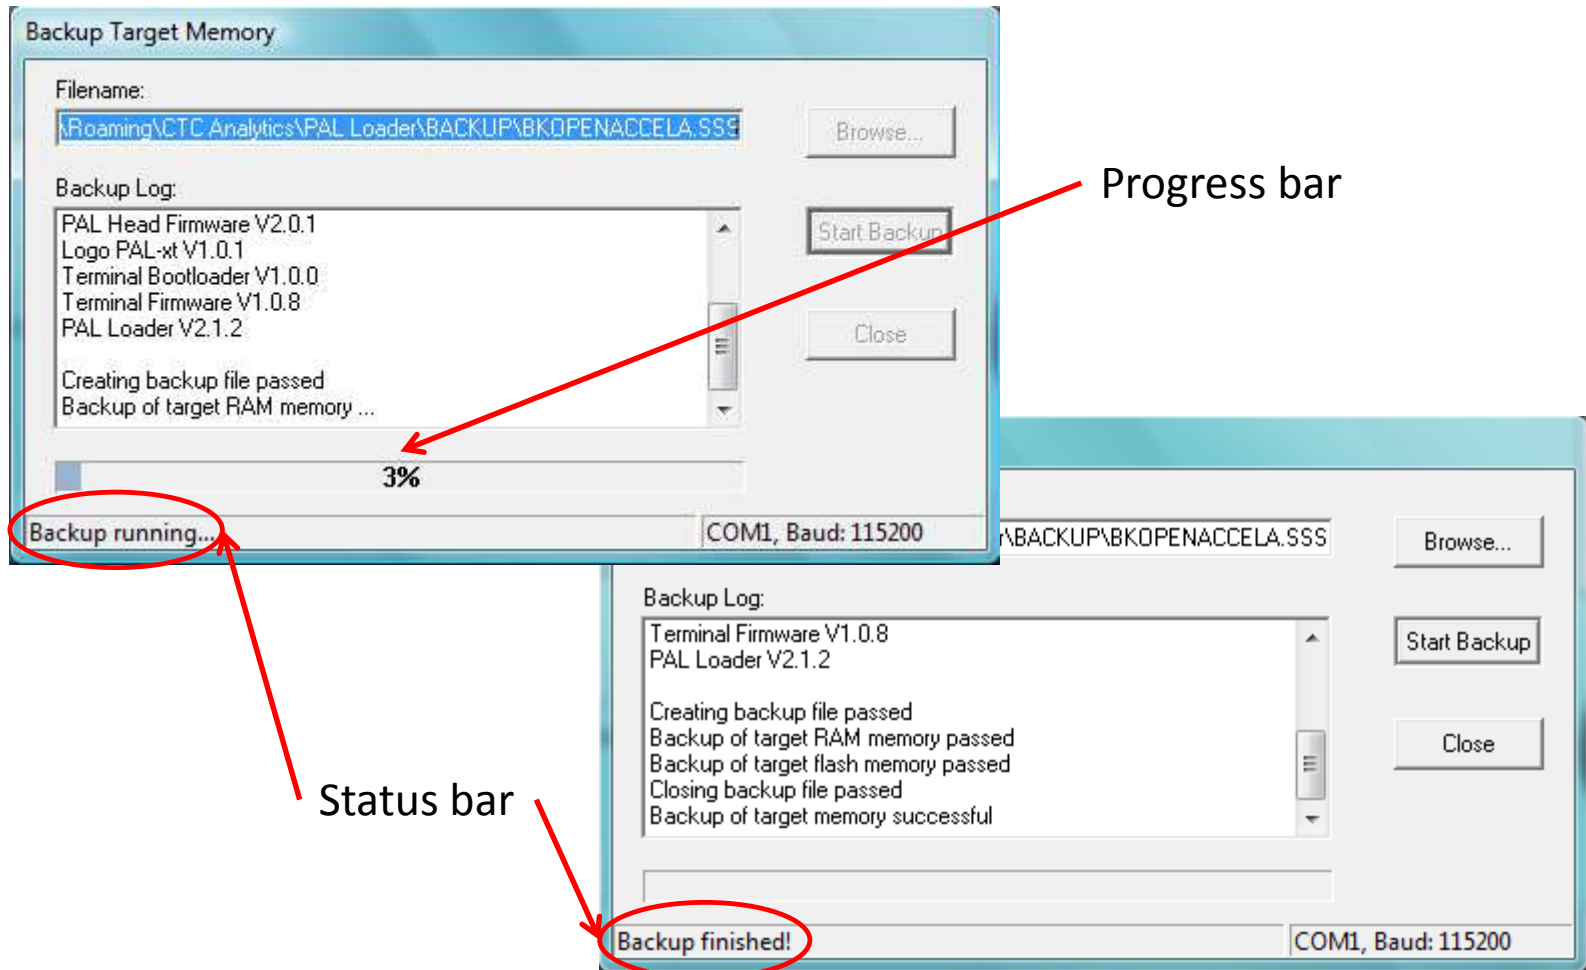 Backup Target Memory
Filename:
\Roaming\CTC Analytics\PAL Loader\BACKUP\BKOPENACCELA.SSS
Browse...
Backup Log:
PAL Head Firmware V2.0.1
Logo PAL-xt V1.0.1
Terminal Bootloader V1.0.0
Terminal Firmware V1.0.8
PAL Loader V2.1.2
Creating backup file passed
Backup of target RAM memory ...
Start Backup
Close
3%
Backup running...
COM1, Baud: 115200
Progress bar
\BACKUP\BKOPENACCELA.SSS
Browse...
Backup Log:
Terminal Firmware V1.0.8
PAL Loader V2.1.2
Creating backup file passed
Backup of target RAM memory passed
Backup of target flash memory passed
Closing backup file passed
Backup of target memory successful
Start Backup
Close
Status bar
Backup finished!
COM1, Baud: 115200